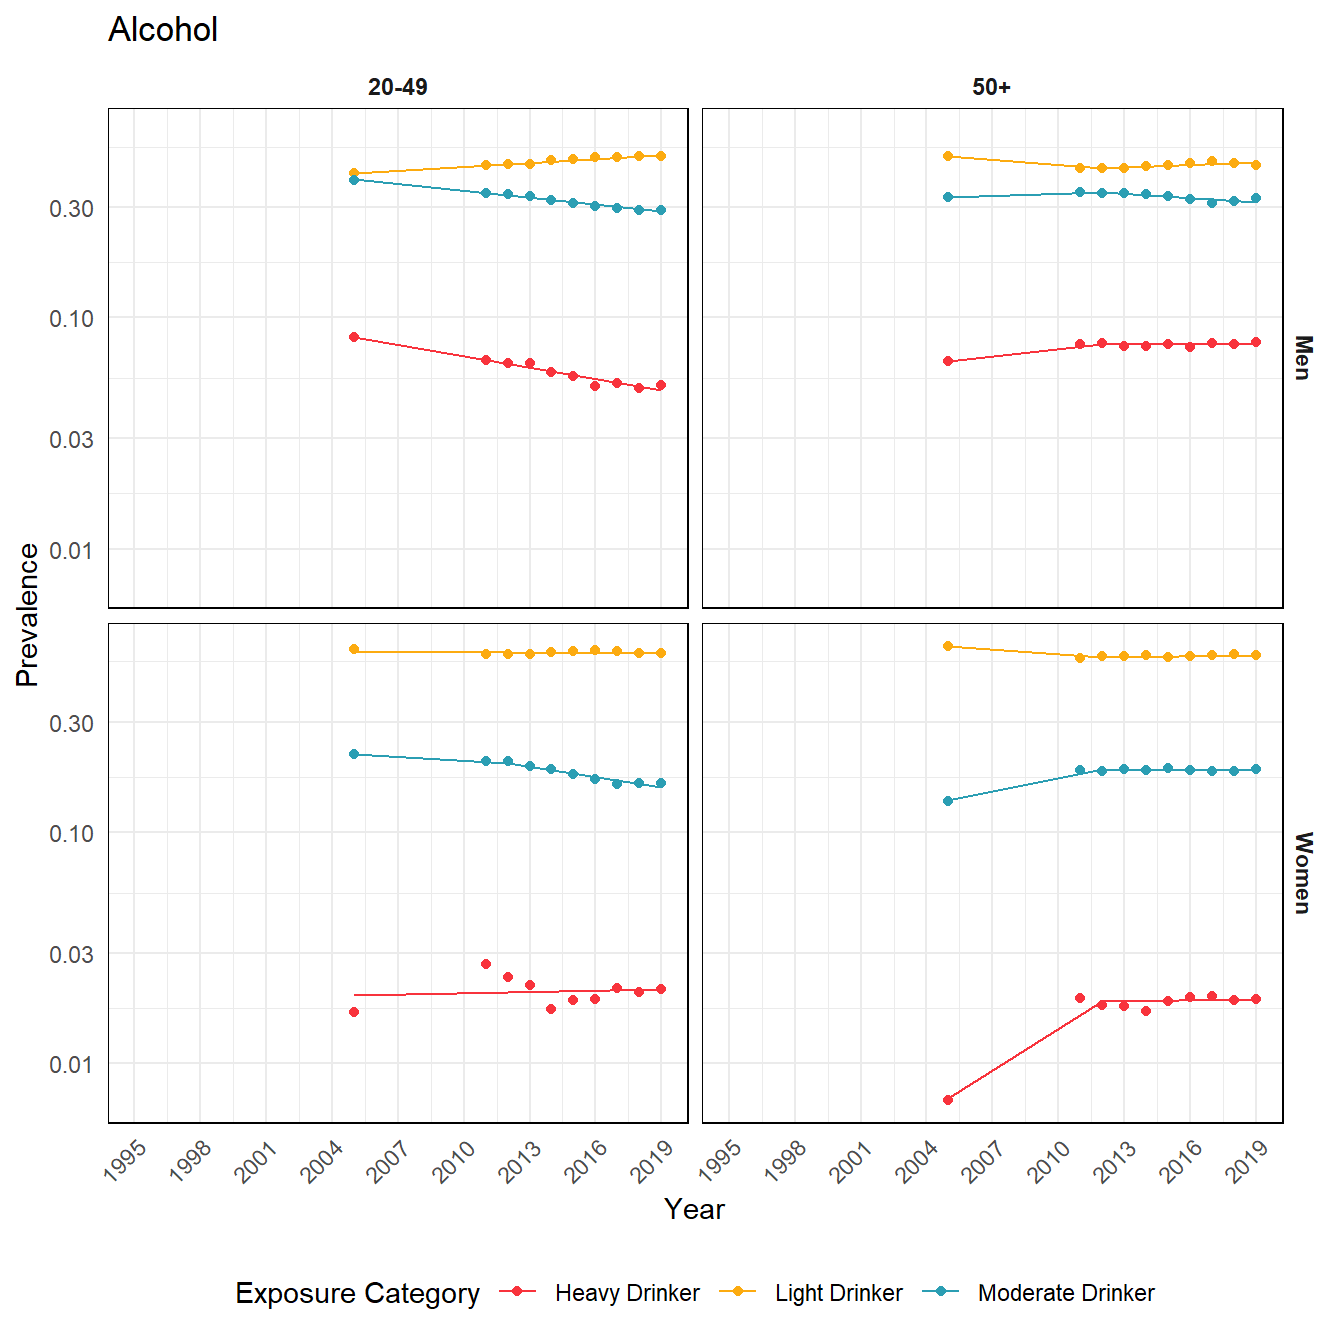 Alcohol
20-49 50+
0.30
0.10
0.03
0.01
Men
Prevalence
0.30
0.10
0.03
0.01
Women
1995 1998 2001 2004 2007 2010 2013 2016 2019 1995 1998 2001 2004 2007 2010 2013 2016 2019
Year
Exposure Category Heavy Drinker Light Drinker Moderate Drinker